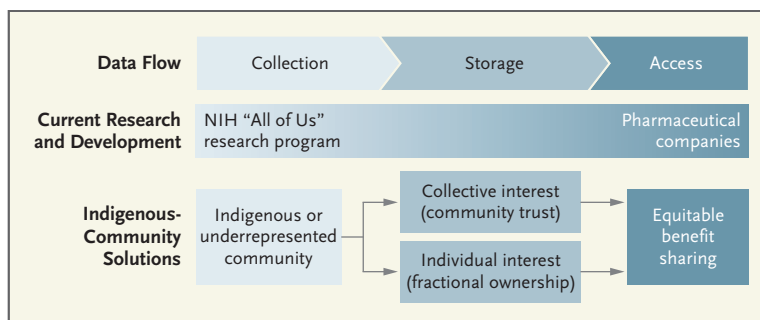 Data Flow
Collection
Storage
Access
Current Research
and Development
NIH “All of Us”
research program
Pharmaceutical
companies
Indigenous-
Community
Solutions
Indigenous or
underrepresented
community
Collective interest
(community trust)
Individual interest
(fractional ownership)
Equitable
benefit
sharing